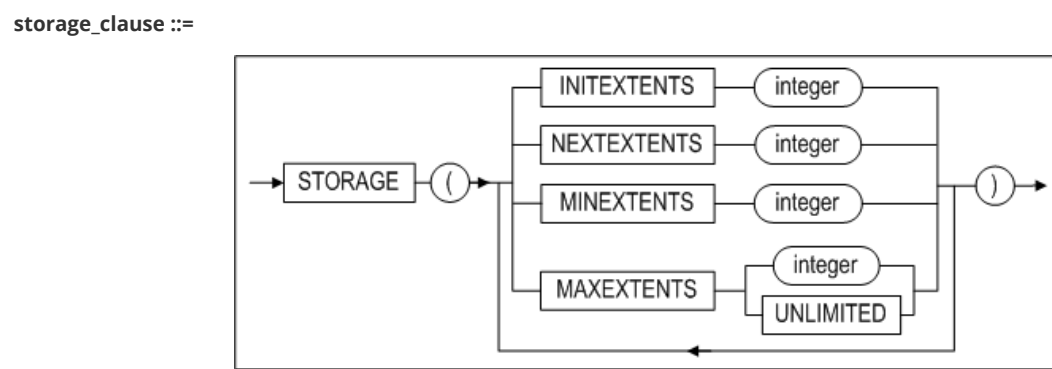 storage_clause ::=
INITEXTENTS integer
NEXTEXTENTS integer
STORAGE ( )
MINEXTENTS integer
integer
MAXEXTENTS
UNLIMITED